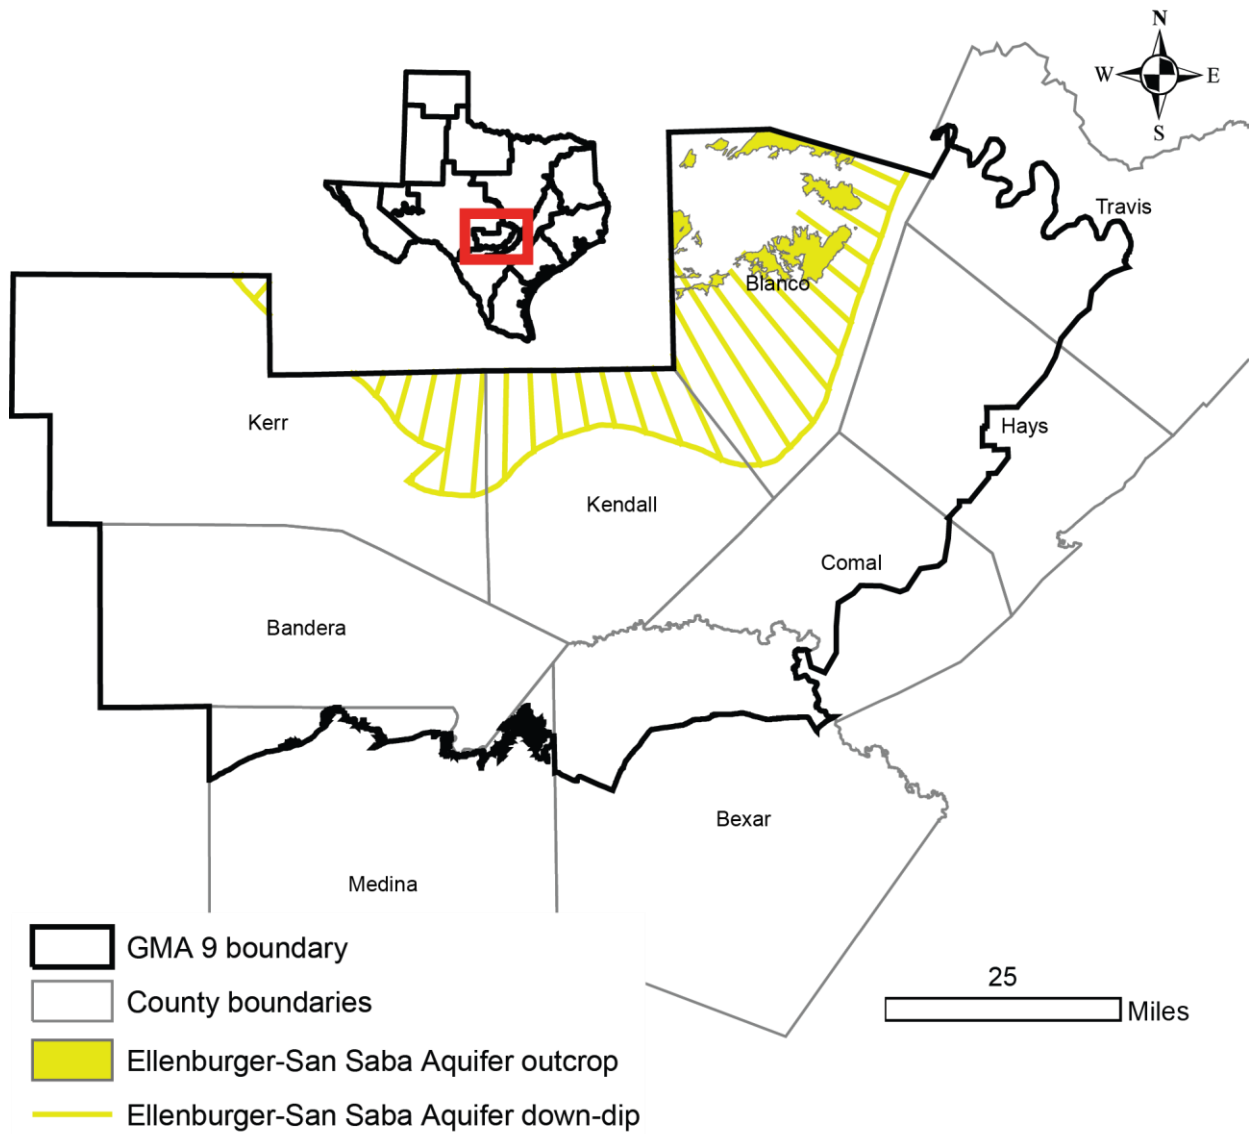 N
W E
S
Travis
Blanco
Hays
Kerr
Kendall
Comal
Bandera
Bexar
Medina
GMA 9 boundary
County boundaries
Ellenburger-San Saba Aquifer outcrop
Ellenburger-San Saba Aquifer down-dip
25
Miles